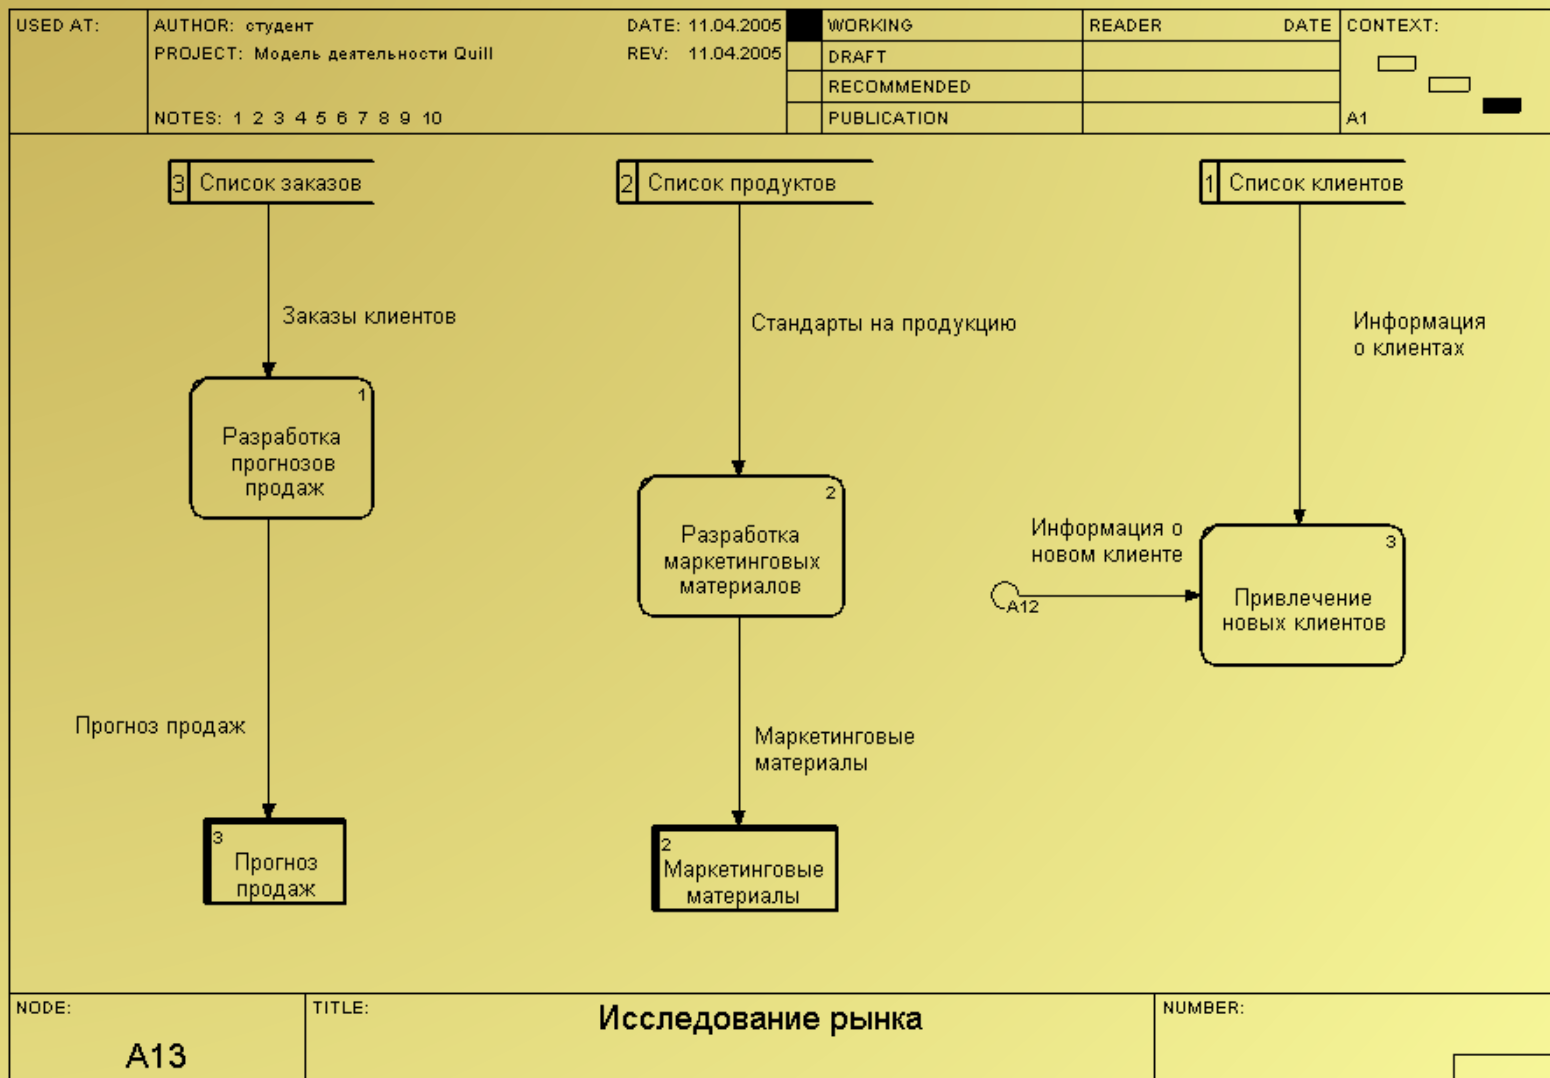 USED AT:
AUTHOR: студент
DATE: 11.04.2005
WORKING
READER
DATE
CONTEXT:
PROJECT: Модель деятельности Quill
REV: 11.04.2005
DRAFT
RECOMMENDED
NOTES: 1 2 3 4 5 6 7 8 9 10
PUBLICATION
A1
3 Список заказов
2 Список продуктов
1 Список клиентов
Заказы клиентов
Стандарты на продукцию
Информация
о клиентах
1
Разработка
прогнозов
продаж
2
Разработка
маркетинговых
материалов
Информация о
новом клиенте
A12
3
Привлечение
новых клиентов
Прогноз продаж
Маркетинговые
материалы
3
Прогноз
продаж
2
Маркетинговые
материалы
NODE:
A13
TITLE:
Исследование рынка
NUMBER: